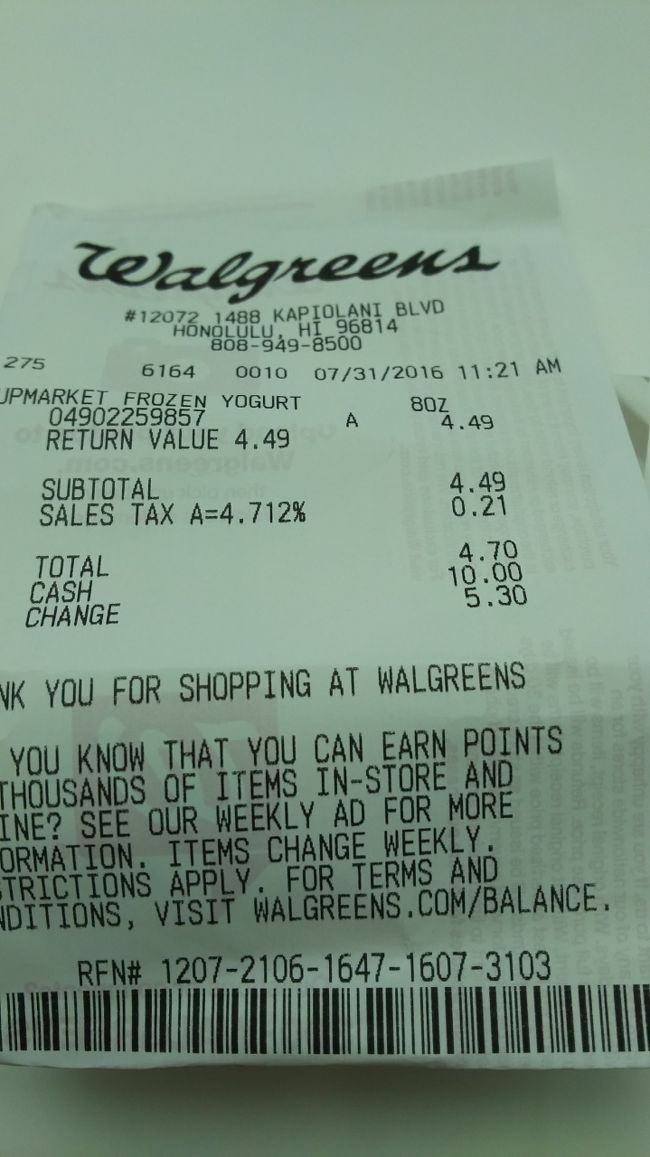 Walgreens
#12072 1488 KAPIOLANI BLVD
HONOLULU, HI 96814
808-949-8500
275 6164 0010 07/31/2016 11:21 AM
UPMARKET FROZEN YOGURT 8OZ
04902259857 A 4.49
RETURN VALUE 4.49
SUBTOTAL 4.49
SALES TAX A=4.712% 0.21
TOTAL 4.70
CASH 10.00
CHANGE 5.30
NK YOU FOR SHOPPING AT WALGREENS
YOU KNOW THAT YOU CAN EARN POINTS
THOUSANDS OF ITEMS IN-STORE AND
INE? SEE OUR WEEKLY AD FOR MORE
ORMATION. ITEMS CHANGE WEEKLY.
STRICTIONS APPLY. FOR TERMS AND
NDITIONS, VISIT WALGREENS.COM/BALANCE.
RFN# 1207-2106-1647-1607-3103